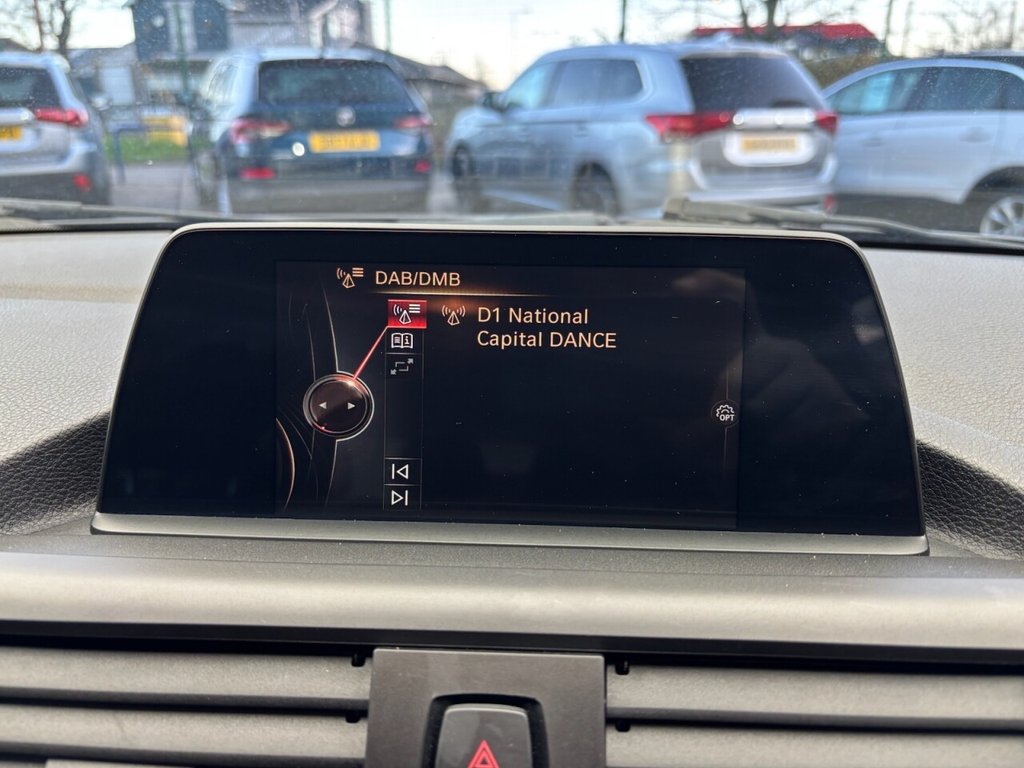 DAB/DMB
D1 National
Capital DANCE
OPT